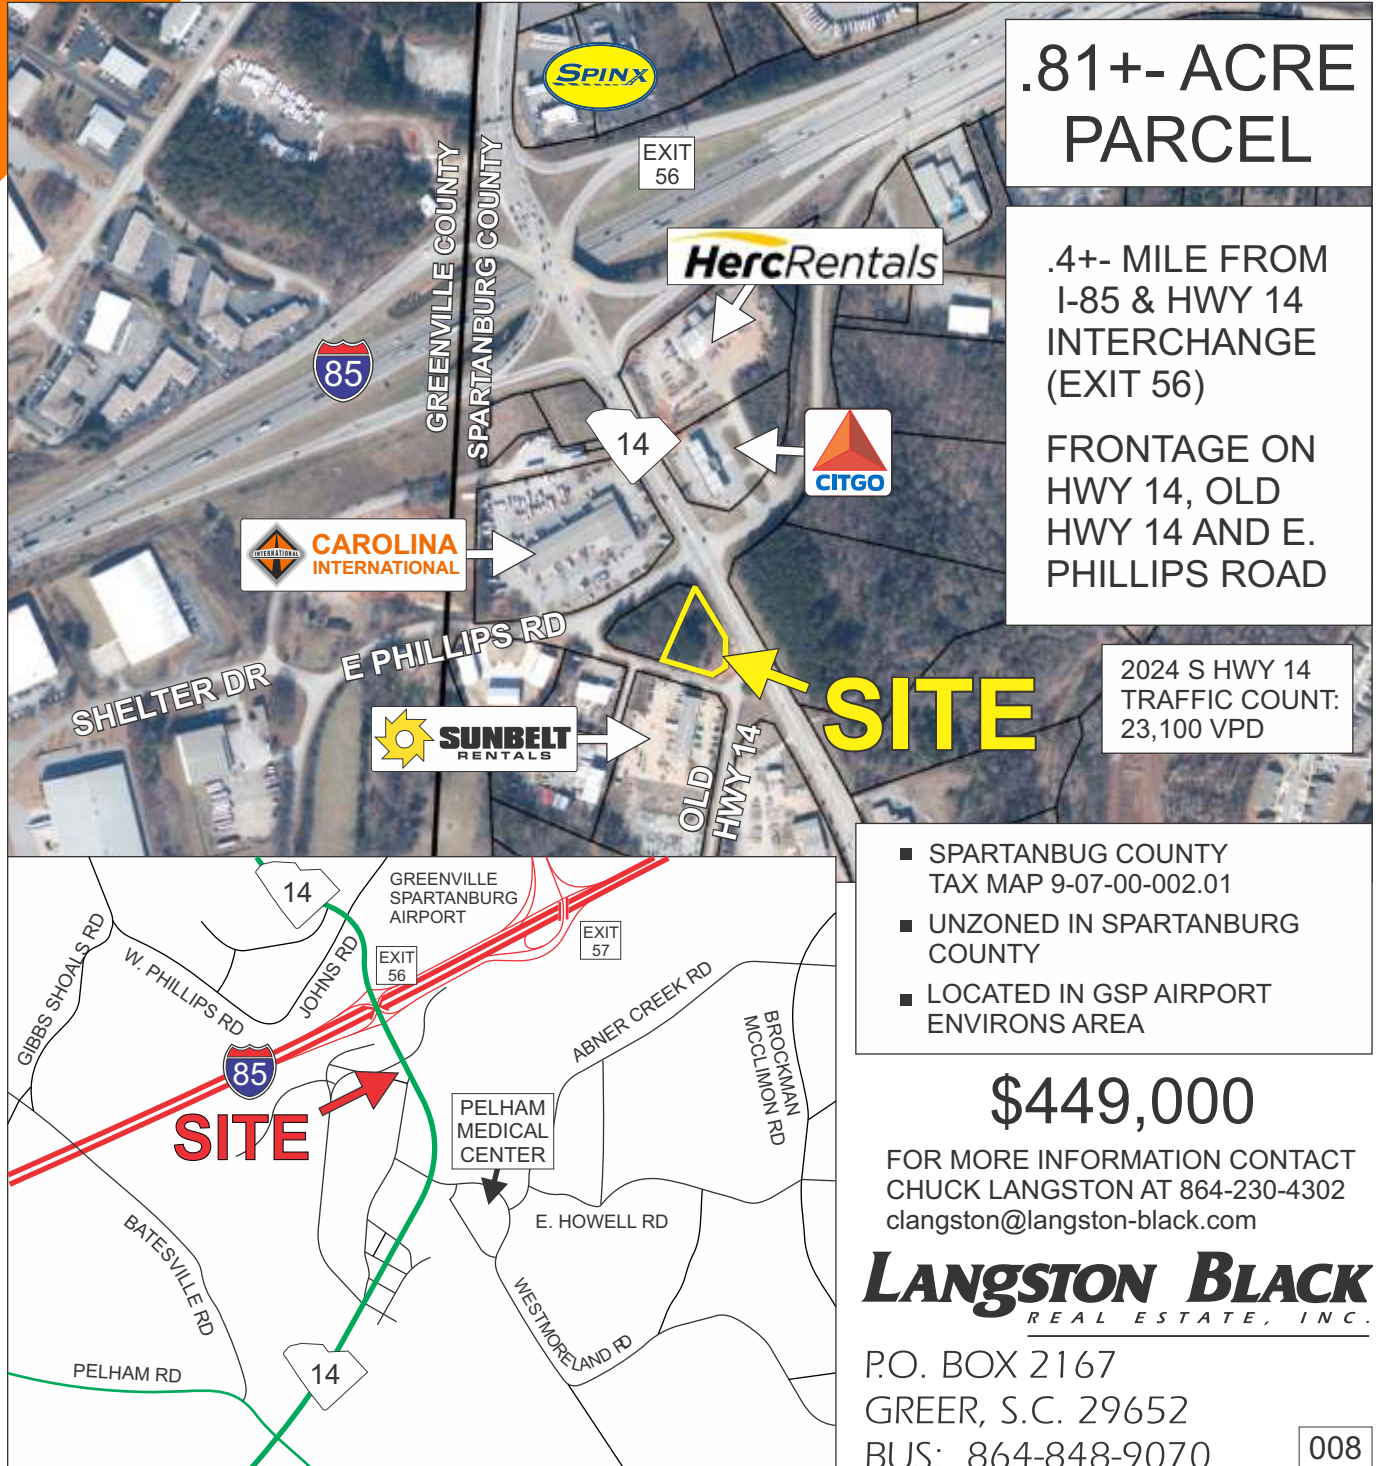 .81+- ACRE
PARCEL
SPINX
EXIT
56
GREENVILLE COUNTY
SPARTANBURG COUNTY
HercRentals
.4+- MILE FROM
I-85 & HWY 14
INTERCHANGE
(EXIT 56)
FRONTAGE ON
HWY 14, OLD
HWY 14 AND E.
PHILLIPS ROAD
85
14
CITGO
INTERNATIONAL
CAROLINA
INTERNATIONAL
E PHILLIPS RD
SHELTER DR
SITE
2024 S HWY 14
TRAFFIC COUNT:
23,100 VPD
SUNBELT
RENTALS
OLD
HWY 14
SPARTANBUG COUNTY
TAX MAP 9-07-00-002.01
UNZONED IN SPARTANBURG
COUNTY
LOCATED IN GSP AIRPORT
ENVIRONS AREA
14
GREENVILLE
SPARTANBURG
AIRPORT
EXIT
57
EXIT
56
GIBBS SHOALS RD
W. PHILLIPS RD
JOHNS RD
ABNER CREEK RD
BROCKMAN
MCCLIMON RD
85
SITE
PELHAM
MEDICAL
CENTER
E. HOWELL RD
BATESVILLE RD
WESTMORELAND RD
PELHAM RD
14
$449,000
FOR MORE INFORMATION CONTACT
CHUCK LANGSTON AT 864-230-4302
clangston@langston-black.com
LANGSTON BLACK
REAL ESTATE, INC.
P.O. BOX 2167
GREER, S.C. 29652
BUS: 864-848-9070
008